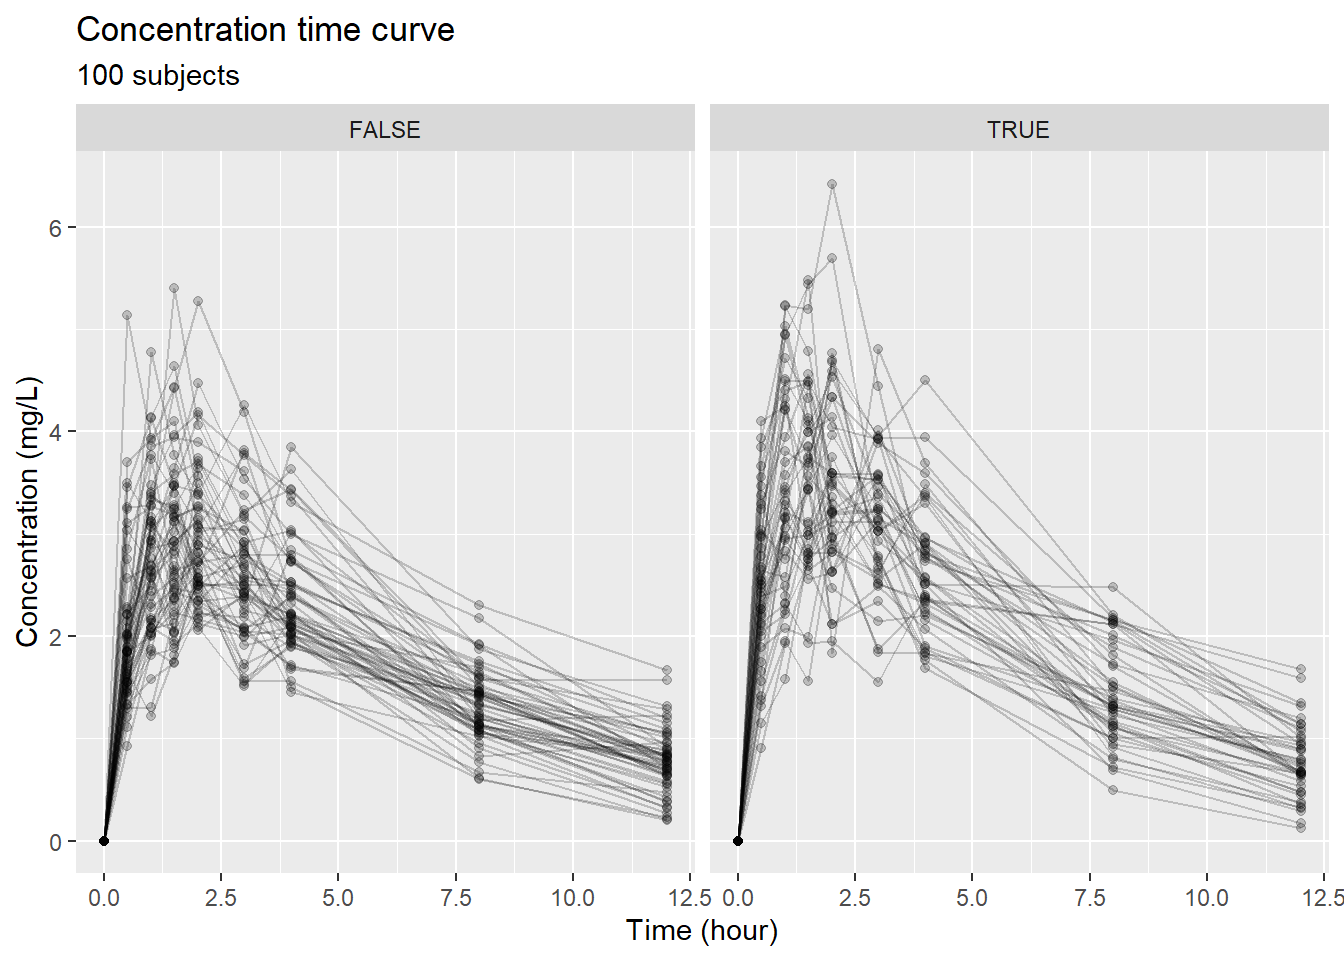 Concentration time curve
100 subjects
FALSE
TRUE
Concentration (mg/L)
6
4
2
0
0.0 2.5 5.0 7.5 10.0 12.5
0.0 2.5 5.0 7.5 10.0 12.5
Time (hour)